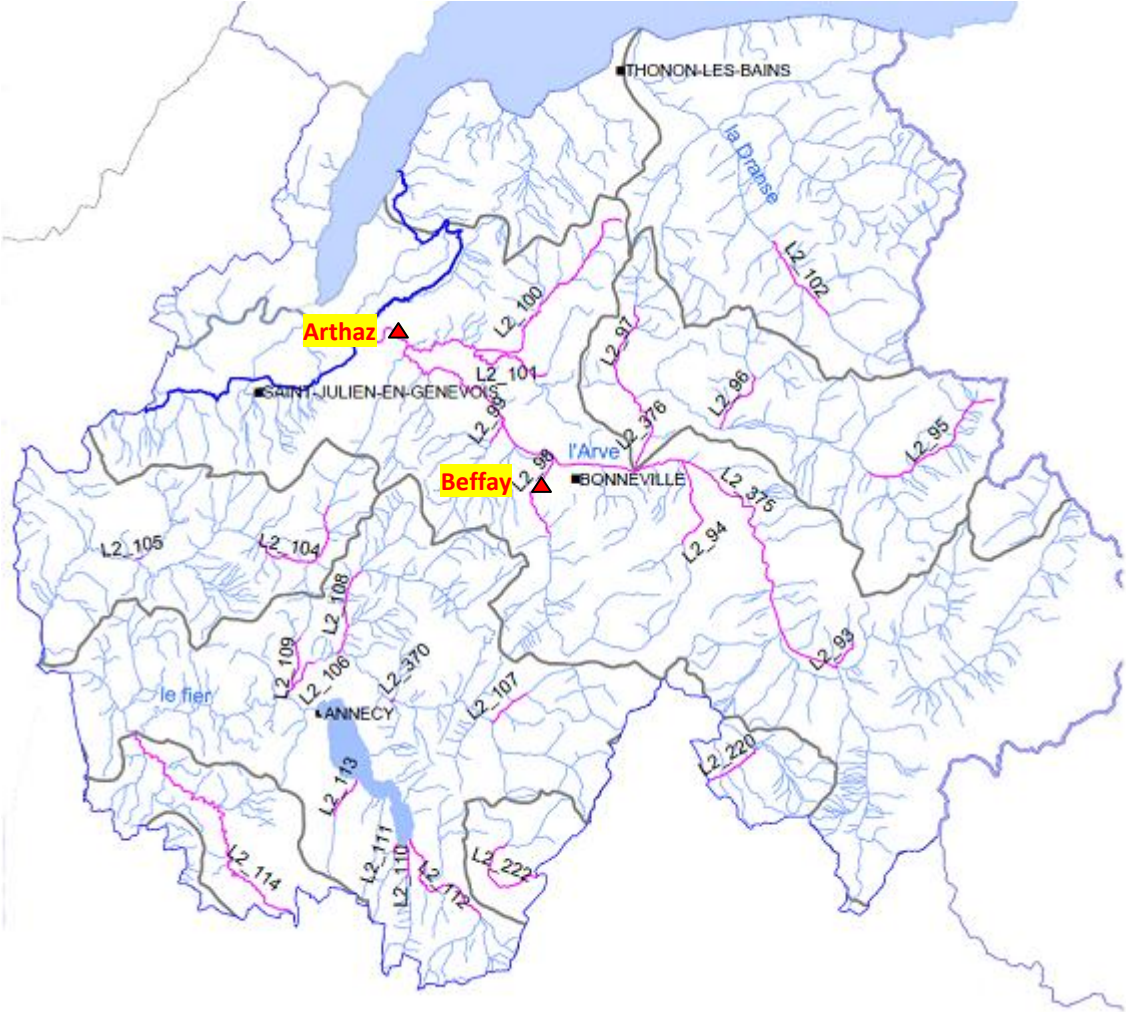 THONON-LES-BAINS
la Dranse
L2_102
L2_100
L2_97
Arthaz
L2_101
L2_96
SAINT-JULIEN-EN-GENEVOIS
L2_99
L2_376
L2_95
l'Arve
L2_98
Beffay
BONNEVILLE
L2_375
L2_94
L2_105
L2_104
L2_108
L2_109
L2_93
L2_106
L2_370
le fier
L2_107
ANNECY
L2_220
L2_113
L2_111
L2_110
L2_114
L2_112
L2_222